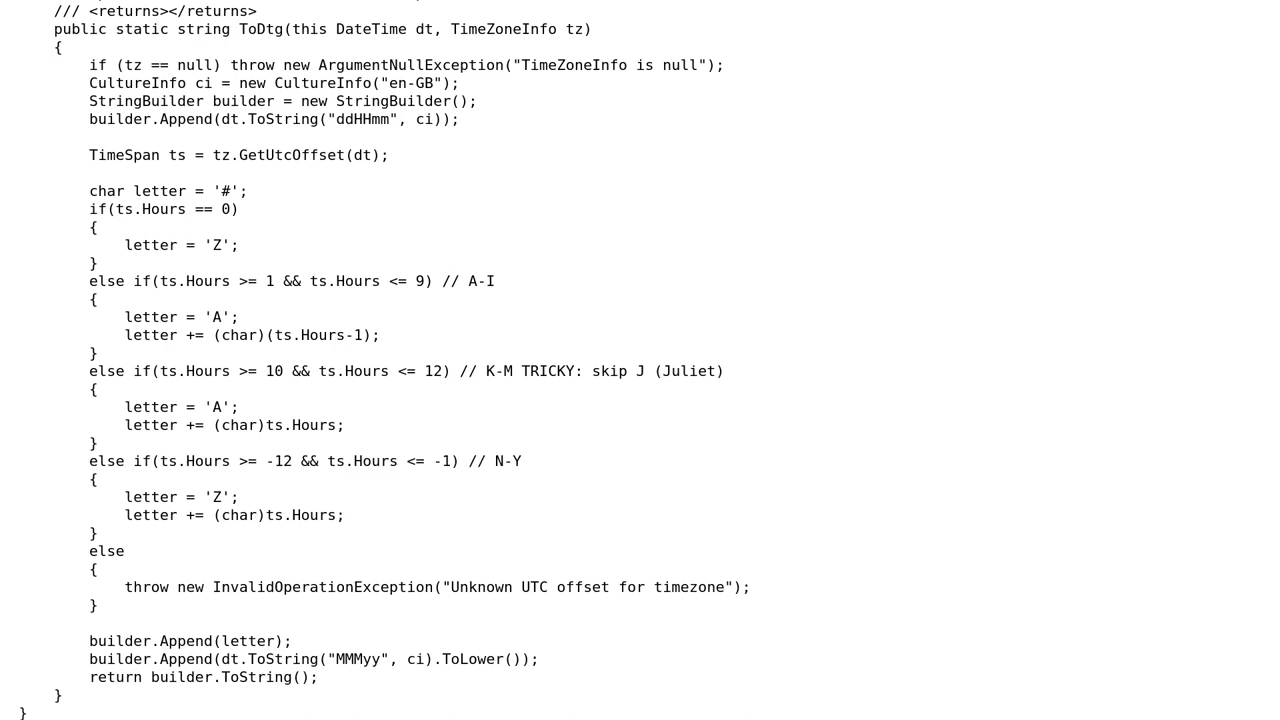 /// <returns></returns>
public static string ToDtg(this DateTime dt, TimeZoneInfo tz)
{
if (tz == null) throw new ArgumentNullException("TimeZoneInfo is null");
CultureInfo ci = new CultureInfo("en-GB");
StringBuilder builder = new StringBuilder();
builder.Append(dt.ToString("ddHHmm", ci));
TimeSpan ts = tz.GetUtcOffset(dt);
char letter = '#';
if(ts.Hours == 0)
{
letter = 'Z';
}
else if(ts.Hours >= 1 && ts.Hours <= 9) // A-I
{
letter = 'A';
letter += (char)(ts.Hours-1);
}
else if(ts.Hours >= 10 && ts.Hours <= 12) // K-M TRICKY: skip J (Juliet)
{
letter = 'A';
letter += (char)ts.Hours;
}
else if(ts.Hours >= -12 && ts.Hours <= -1) // N-Y
{
letter = 'Z';
letter += (char)ts.Hours;
}
else
{
throw new InvalidOperationException("Unknown UTC offset for timezone");
}
builder.Append(letter);
builder.Append(dt.ToString("MMMyy", ci).ToLower());
return builder.ToString();
}
}